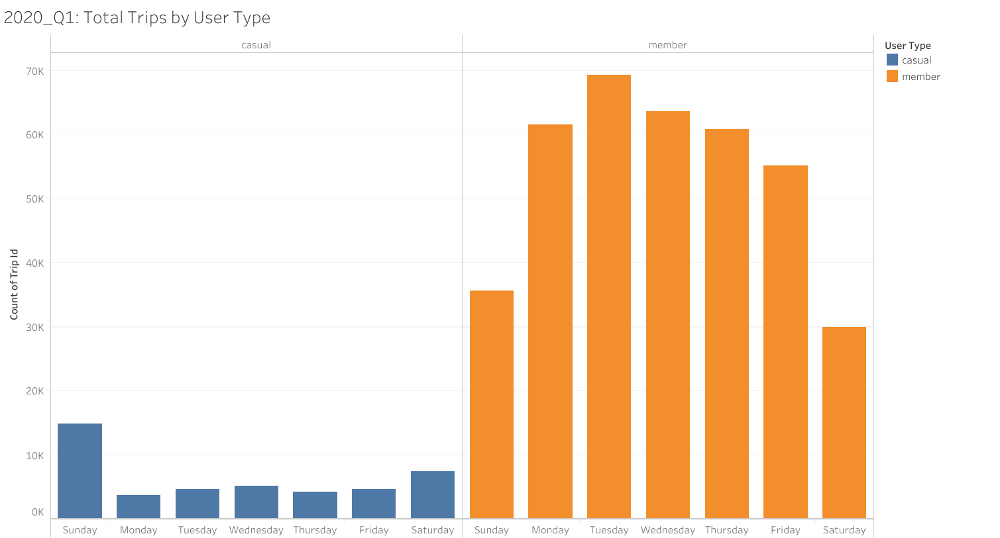 2020_Q1: Total Trips by User Type
casual
member
User Type
casual
member
70K
60K
50K
40K
30K
20K
10K
0K
Count of Trip Id
Sunday Monday Tuesday Wednesday Thursday Friday Saturday Sunday Monday Tuesday Wednesday Thursday Friday Saturday